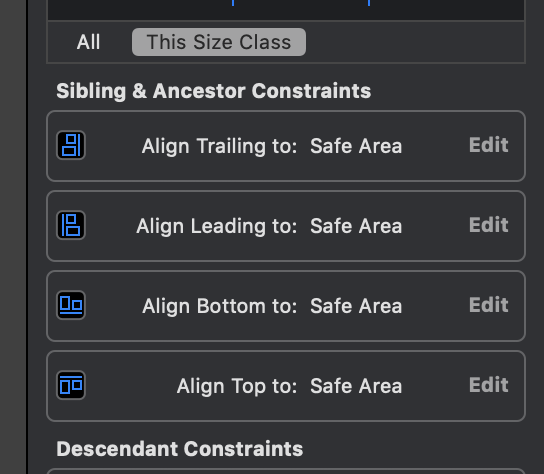 All This Size Class
Sibling & Ancestor Constraints
Align Trailing to: Safe Area Edit
Align Leading to: Safe Area Edit
Align Bottom to: Safe Area Edit
Align Top to: Safe Area Edit
Descendant Constraints